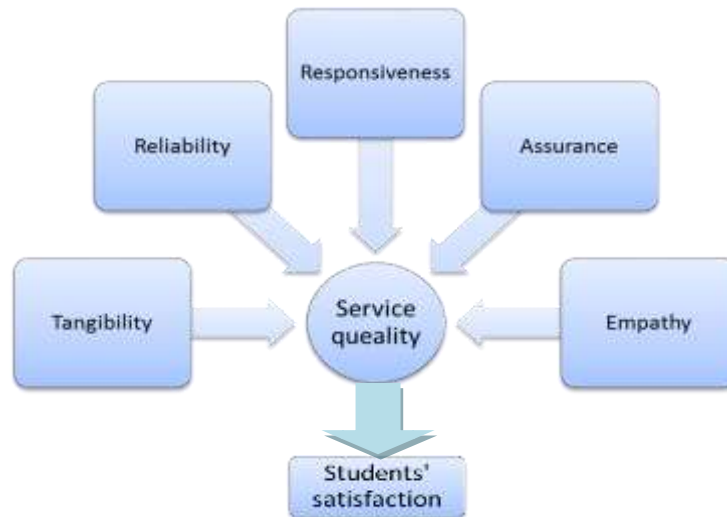 Responsiveness
Reliability
Assurance
Tangibility
Service
queality
Empathy
Students'
satisfaction